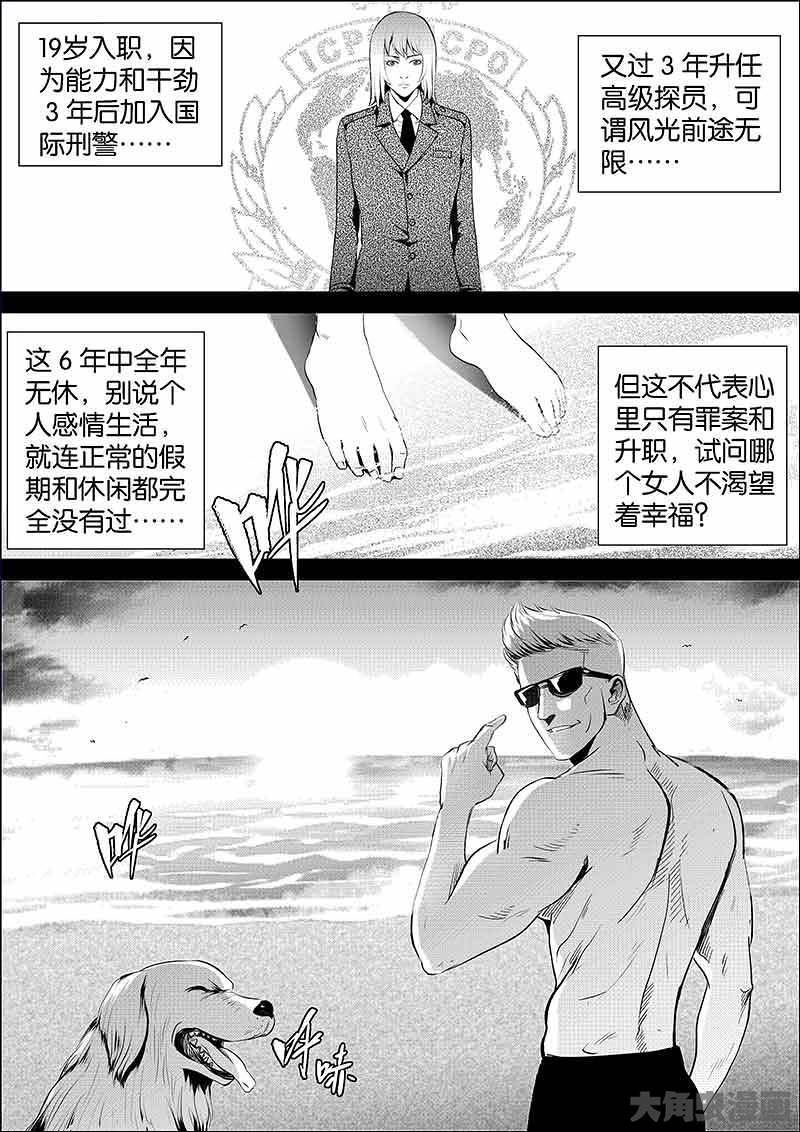 19岁入职，因
为能力和干劲
3年后加入国
际刑警……
ICPO
ICPO
又过3年升任
高级探员，可
谓风光前途无
限……
这6年中全年
无休，别说个
人感情生活，
就连正常的假
期和休闲都完
全没有过……
但这不代表心
里只有罪案和
升职，试问哪
个女人不渴望
着幸福？
哗
哗
呀
味
大角虫漫画